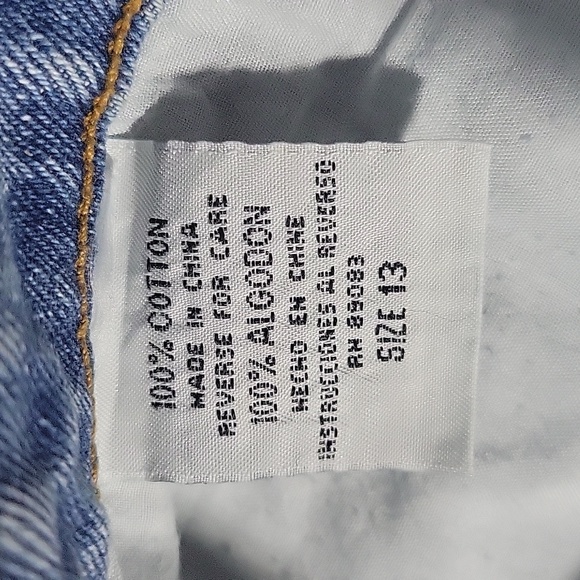 100% COTTON
MADE IN CHINA
REVERSE FOR CARE
100% ALGODON
HECHO EN CHINE
INSTRUCCIONES AL REVERSO
RN 89083
SIZE 13